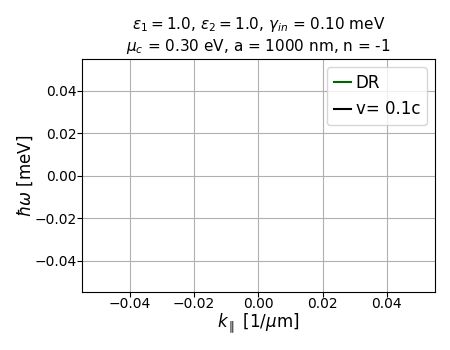 ε₁ = 1.0, ε₂ = 1.0, γᵢₙ = 0.10 meV
μ_c = 0.30 eV, a = 1000 nm, n = -1
DR
v= 0.1c
ħω [meV]
0.04
0.02
0.00
−0.02
−0.04
−0.04 −0.02 0.00 0.02 0.04
k∥ [1/μm]